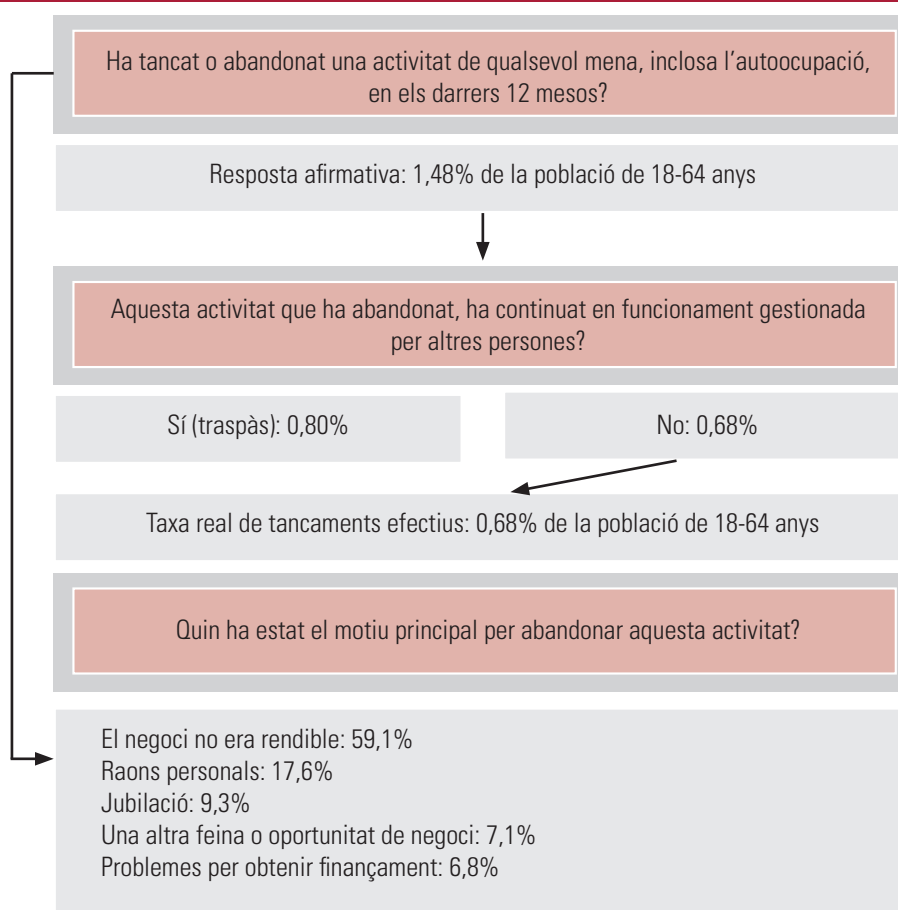 Ha tancat o abandonat una activitat de qualsevol mena, inclosa l'autoocupació,
en els darrers 12 mesos?
Resposta afirmativa: 1,48% de la població de 18-64 anys
Aquesta activitat que ha abandonat, ha continuat en funcionament gestionada
per altres persones?
Sí (traspàs): 0,80%
No: 0,68%
Taxa real de tancaments efectius: 0,68% de la població de 18-64 anys
Quin ha estat el motiu principal per abandonar aquesta activitat?
El negoci no era rendible: 59,1%
Raons personals: 17,6%
Jubilació: 9,3%
Una altra feina o oportunitat de negoci: 7,1%
Problemes per obtenir finançament: 6,8%